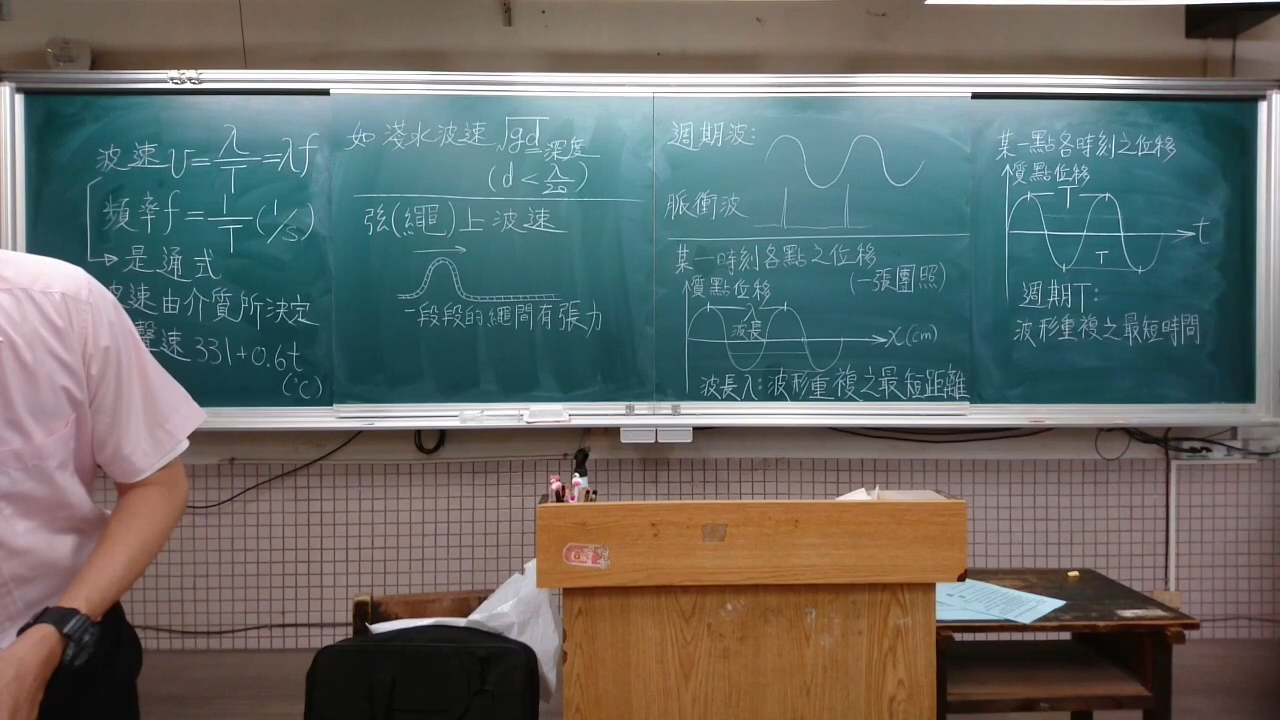 波速 v = λ/T = λf
頻率 f = 1/T (1/s)
是通式
速由介質所決定
聲速 331+0.6t
(°C)
如 淺水波速 √gd 深度
(d < λ/20)
弦(繩)上波速
一段段的繩間有張力
週期波:
脈衝波
某一時刻各點之位移
(一張團照)
質點位移
λ
波長
x(cm)
波長λ:波形重複之最短距離
某一點各時刻之位移
質點位移
T
t
T
週期T:
波形重複之最短時間